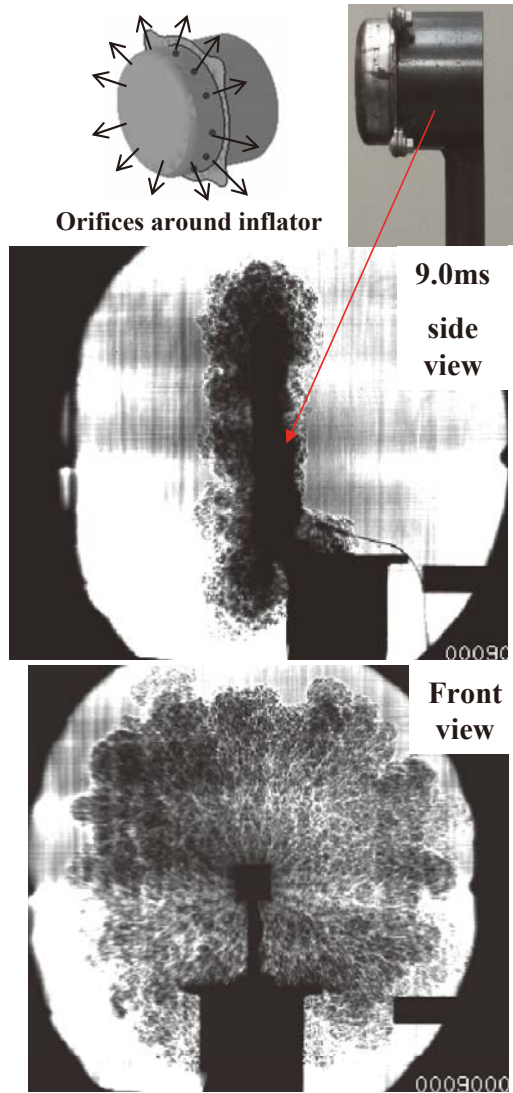 Orifices around inflator
9.0ms
side
view
00090
Front
view
0009000